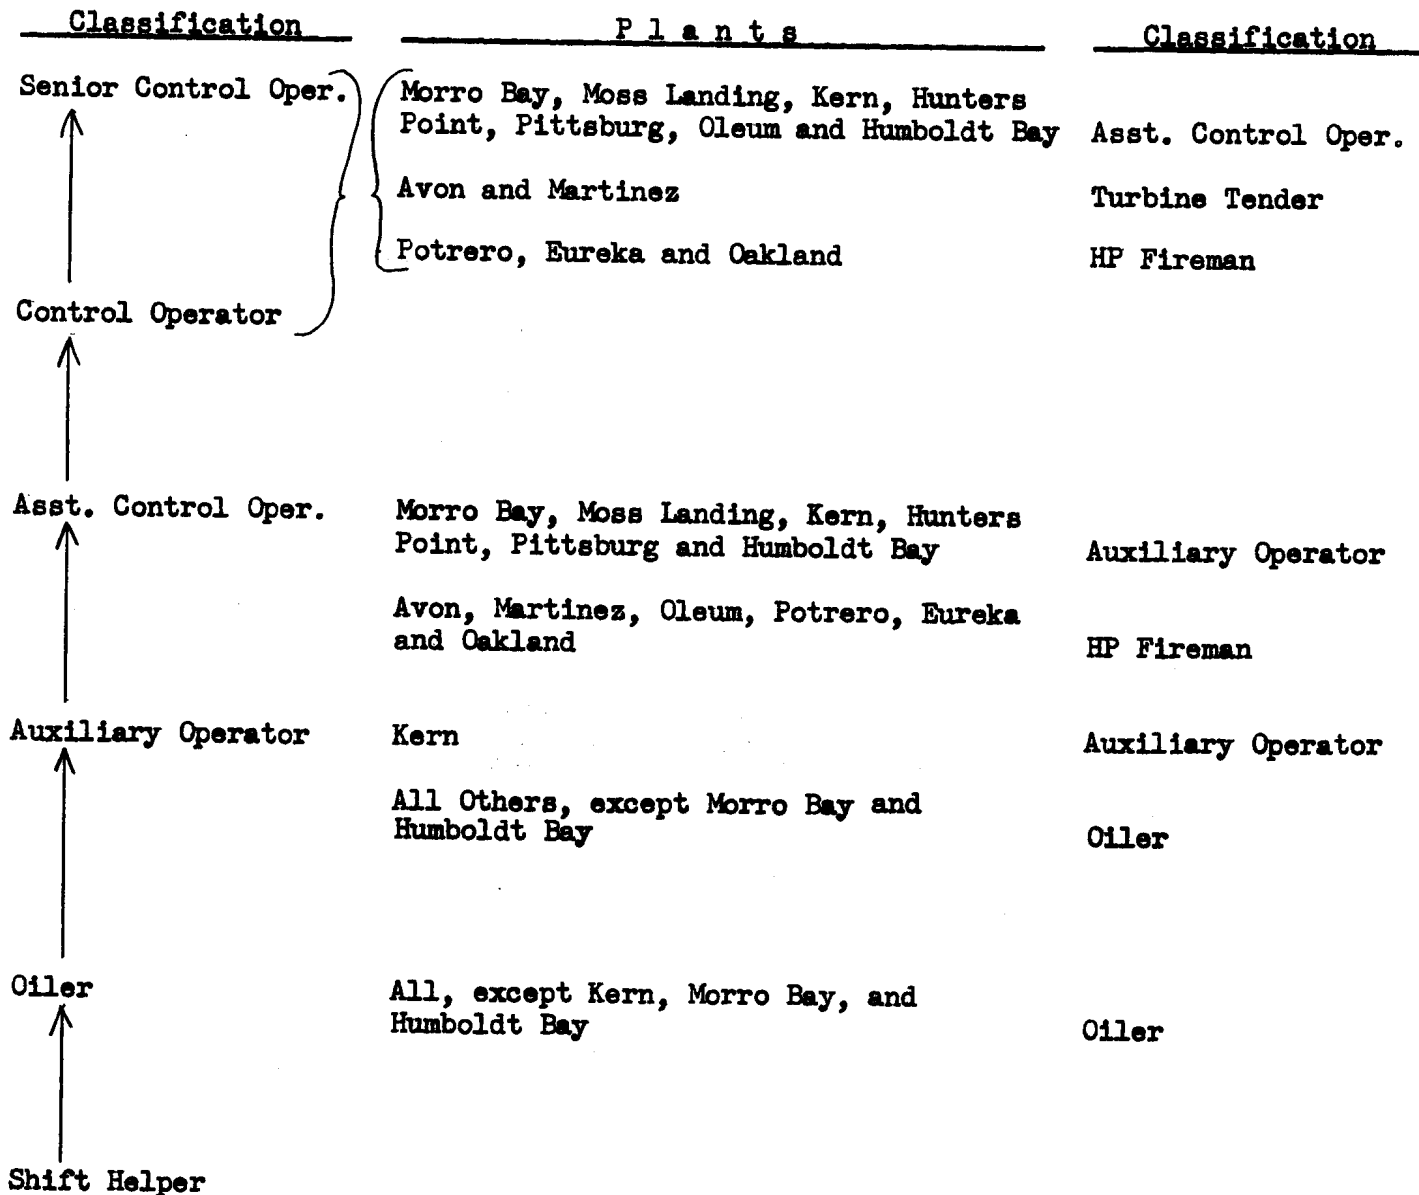 Classification P l a n t s Classification
Senior Control Oper. Morro Bay, Moss Landing, Kern, Hunters
Point, Pittsburg, Oleum and Humboldt Bay Asst. Control Oper.
Avon and Martinez Turbine Tender
Potrero, Eureka and Oakland HP Fireman
Control Operator
Asst. Control Oper. Morro Bay, Moss Landing, Kern, Hunters
Point, Pittsburg and Humboldt Bay Auxiliary Operator
Avon, Martinez, Oleum, Potrero, Eureka
and Oakland HP Fireman
Auxiliary Operator Kern Auxiliary Operator
All Others, except Morro Bay and
Humboldt Bay Oiler
Oiler All, except Kern, Morro Bay, and
Humboldt Bay Oiler
Shift Helper